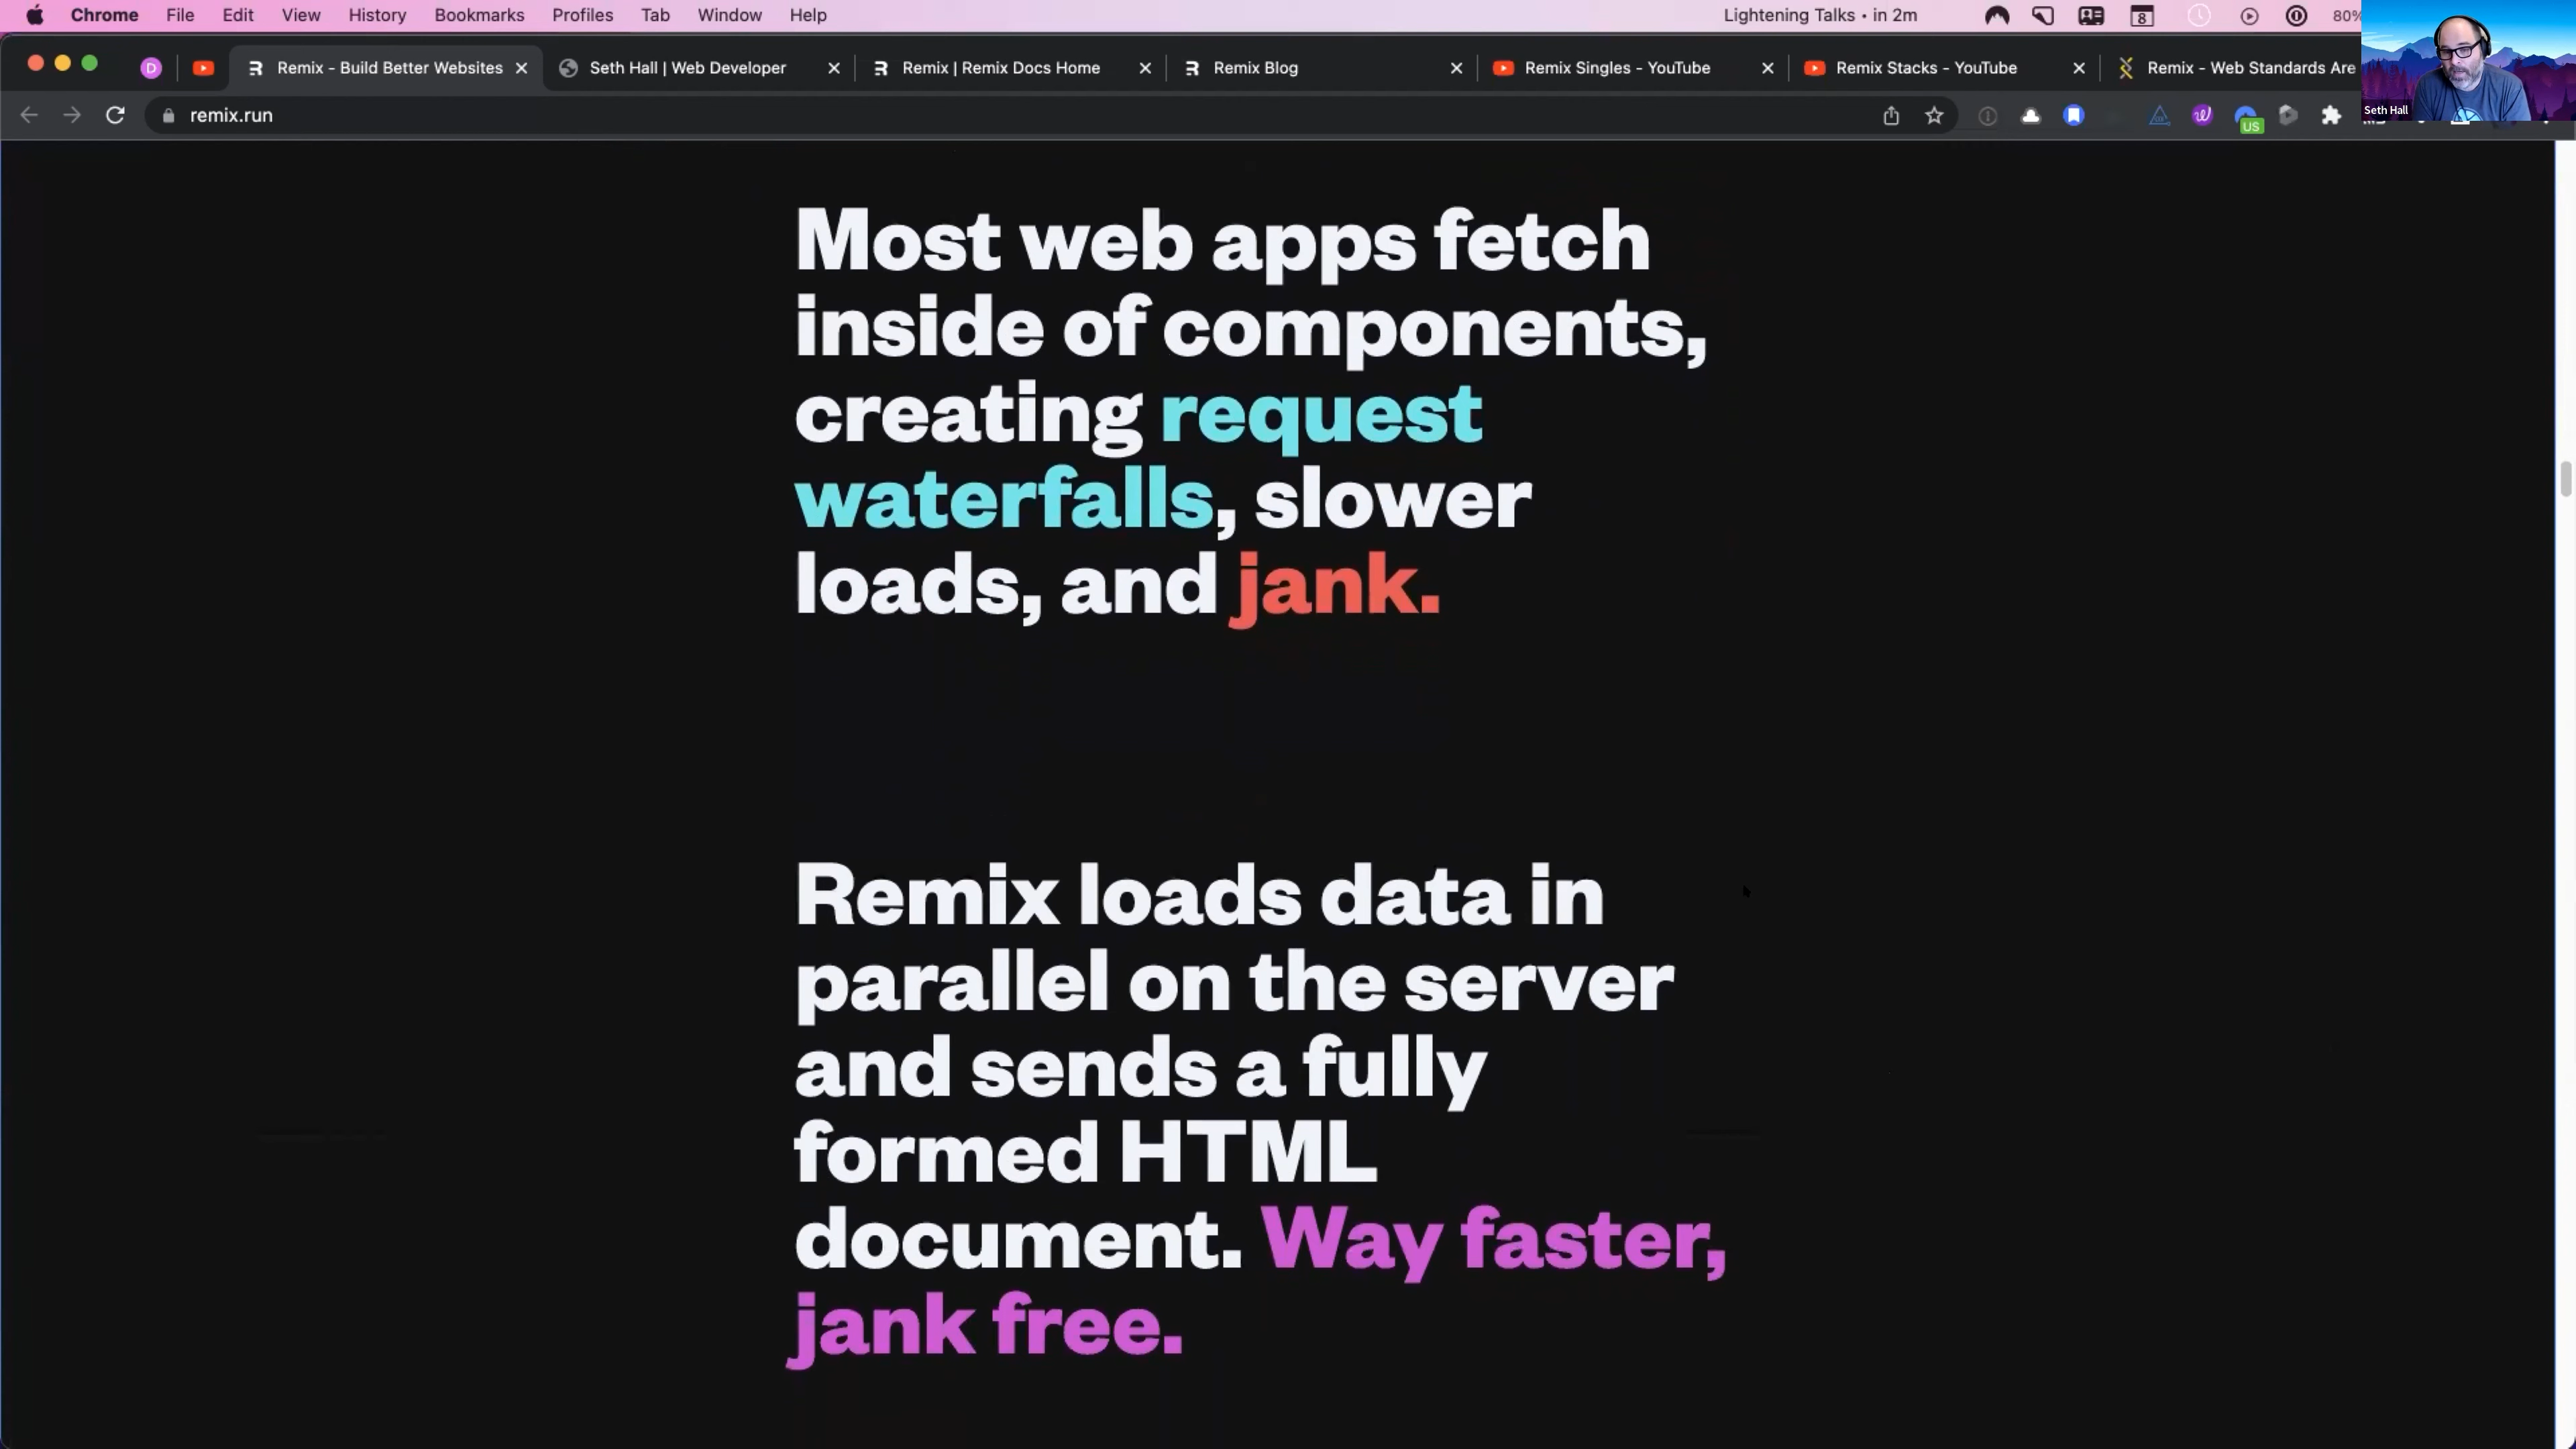 Chrome File Edit View History Bookmarks Profiles Tab Window Help Lightening Talks • in 2m 8 80%
D Remix - Build Better Websites Seth Hall | Web Developer Remix | Remix Docs Home Remix Blog Remix Singles - YouTube Remix Stacks - YouTube Remix - Web Standards Are
remix.run US
Seth Hall
Most web apps fetch
inside of components,
creating request
waterfalls, slower
loads, and jank.
Remix loads data in
parallel on the server
and sends a fully
formed HTML
document. Way faster,
jank free.